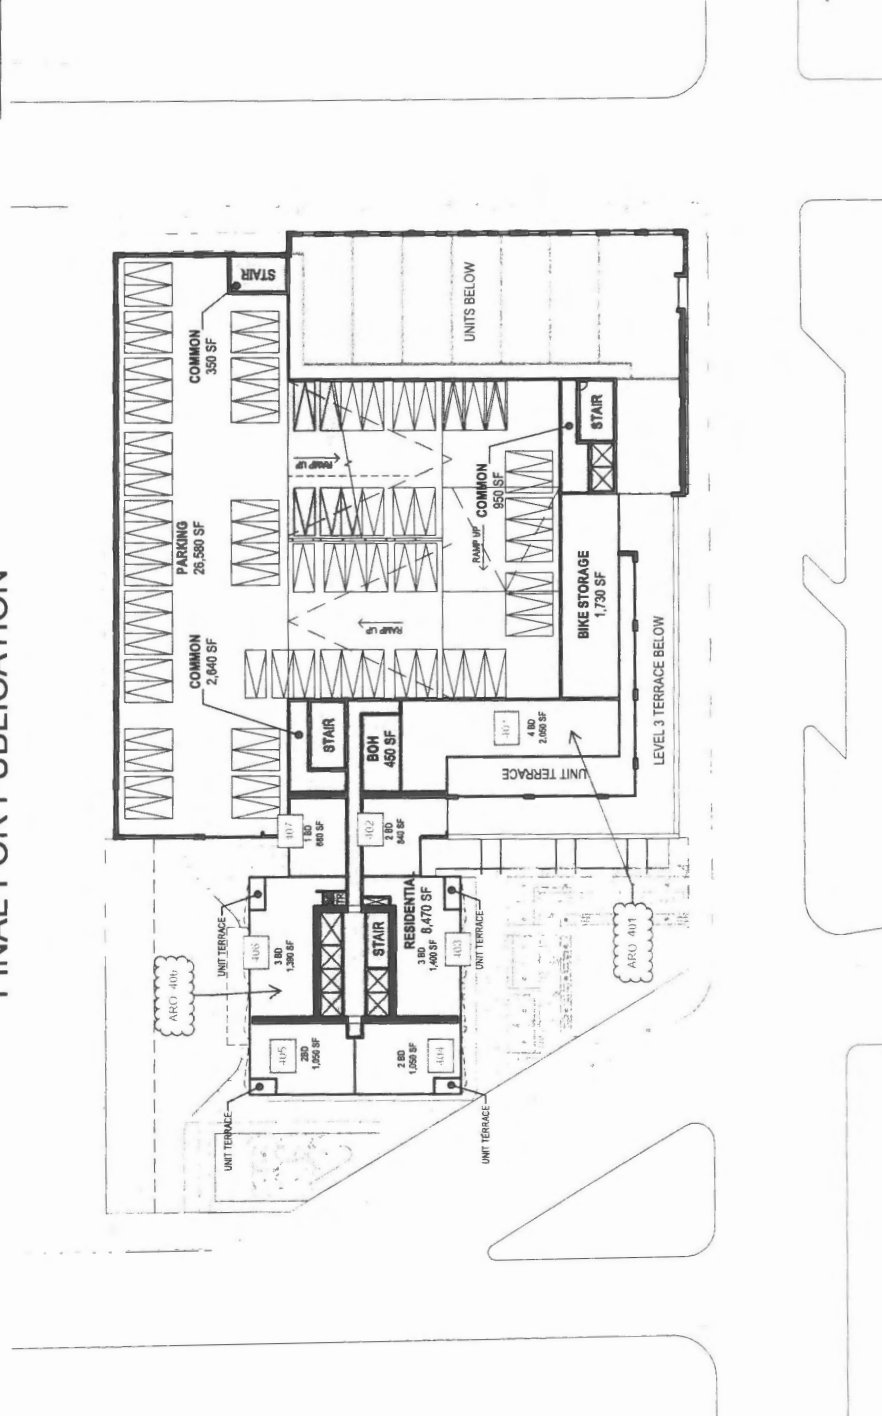 FINAL FOR PUBLICATION
STAIR
COMMON
350 SF
UNITS BELOW
RAMP UP
STAIR
COMMON
950 SF
RAMP UP
PARKING
26,580 SF
BIKE STORAGE
1,730 SF
RAMP UP
COMMON
2,640 SF
LEVEL 3 TERRACE BELOW
STAIR
BOH
450 SF
4 BD
2,050 SF
UNIT TERRACE
407
1 BD
402
2 BD
840 SF
RESIDENTIAL
8,470 SF
STAIR
UNIT TERRACE
406
3 BD
1,390 SF
3 BD
1,400 SF
403
UNIT TERRACE
ARO 401
ARO 406
405
2BD
1,050 SF
2 BD
1,050 SF
404
UNIT TERRACE
UNIT TERRACE